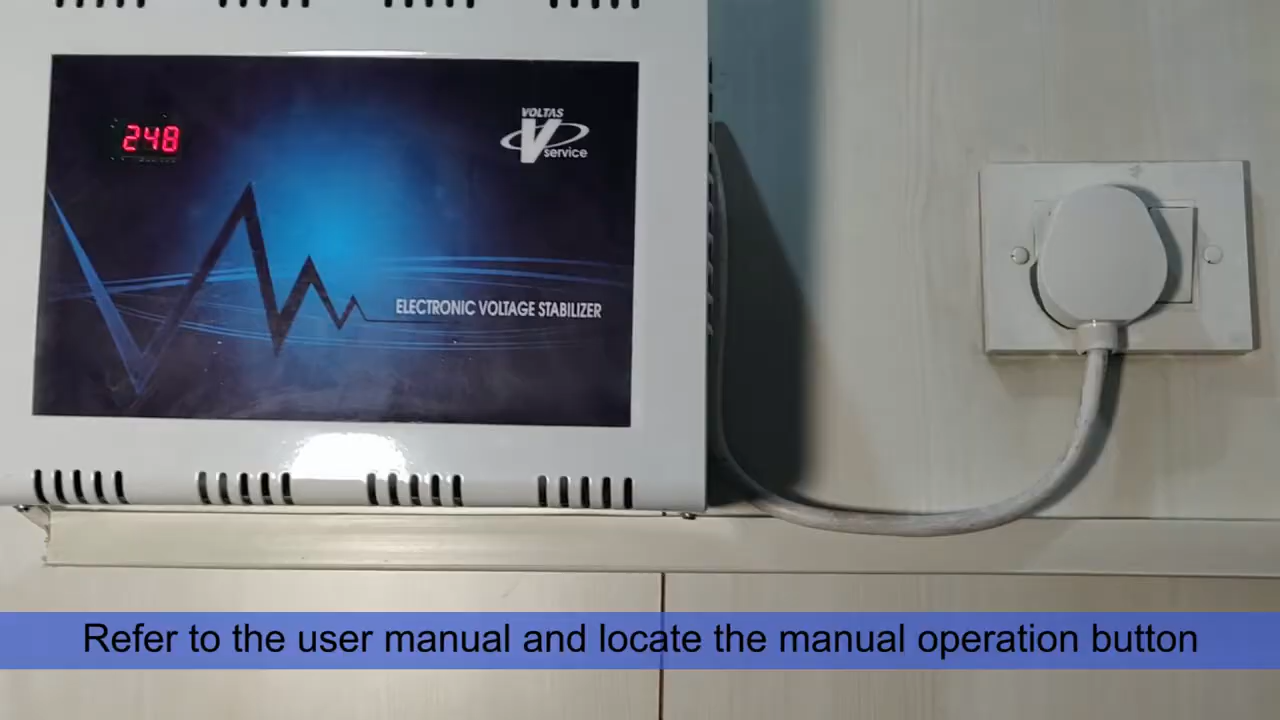 248
VOLTAS
V
service
ELECTRONIC VOLTAGE STABILIZER
Refer to the user manual and locate the manual operation button